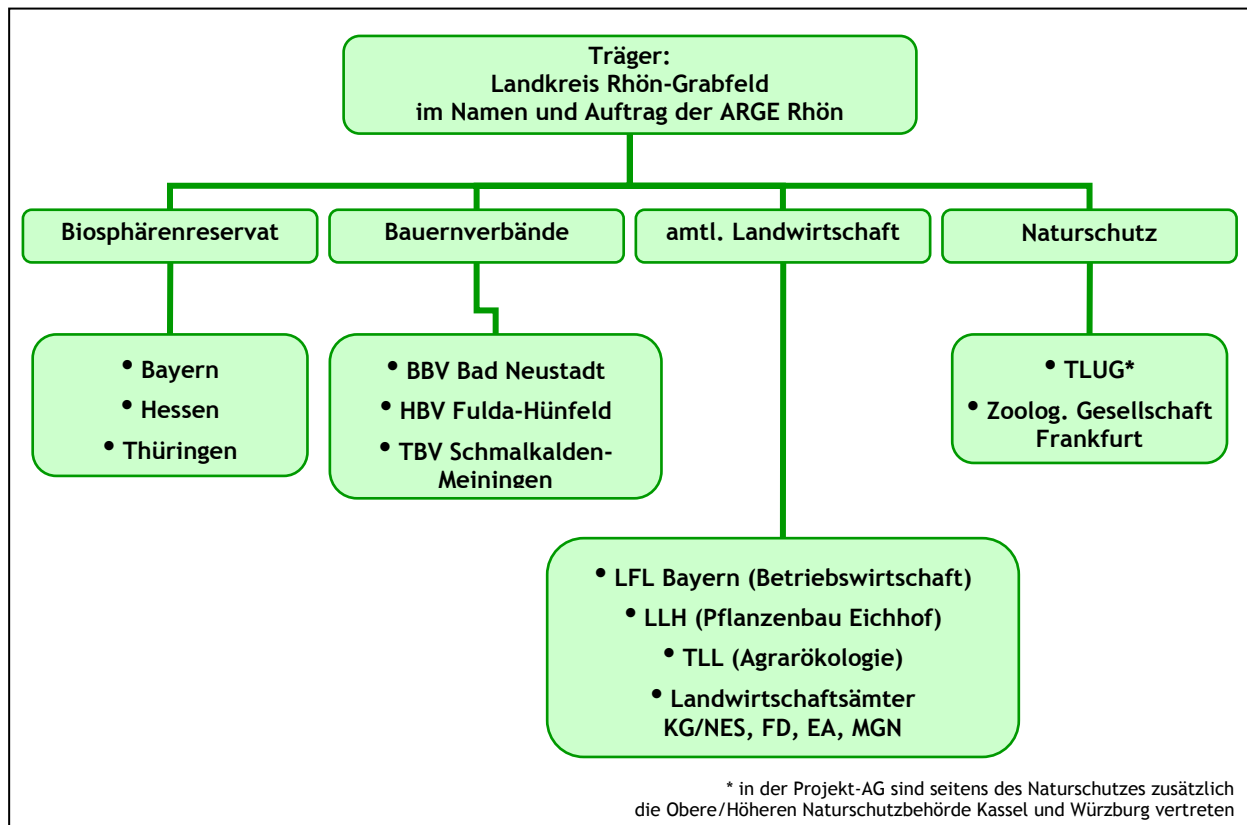 Träger:
Landkreis Rhön-Grabfeld
im Namen und Auftrag der ARGE Rhön
Biosphärenreservat
Bauernverbände
amtl. Landwirtschaft
Naturschutz
• Bayern
• Hessen
• Thüringen
• BBV Bad Neustadt
• HBV Fulda-Hünfeld
• TBV Schmalkalden-
Meiningen
• TLUG*
• Zoolog. Gesellschaft
Frankfurt
• LFL Bayern (Betriebswirtschaft)
• LLH (Pflanzenbau Eichhof)
• TLL (Agrarökologie)
• Landwirtschaftsämter
KG/NES, FD, EA, MGN
* in der Projekt-AG sind seitens des Naturschutzes zusätzlich
die Obere/Höheren Naturschutzbehörde Kassel und Würzburg vertreten